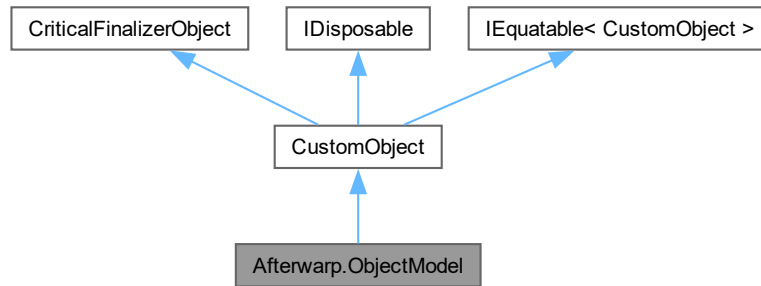 CriticalFinalizerObject
IDisposable
IEquatable< CustomObject >
CustomObject
Afterwarp.ObjectModel